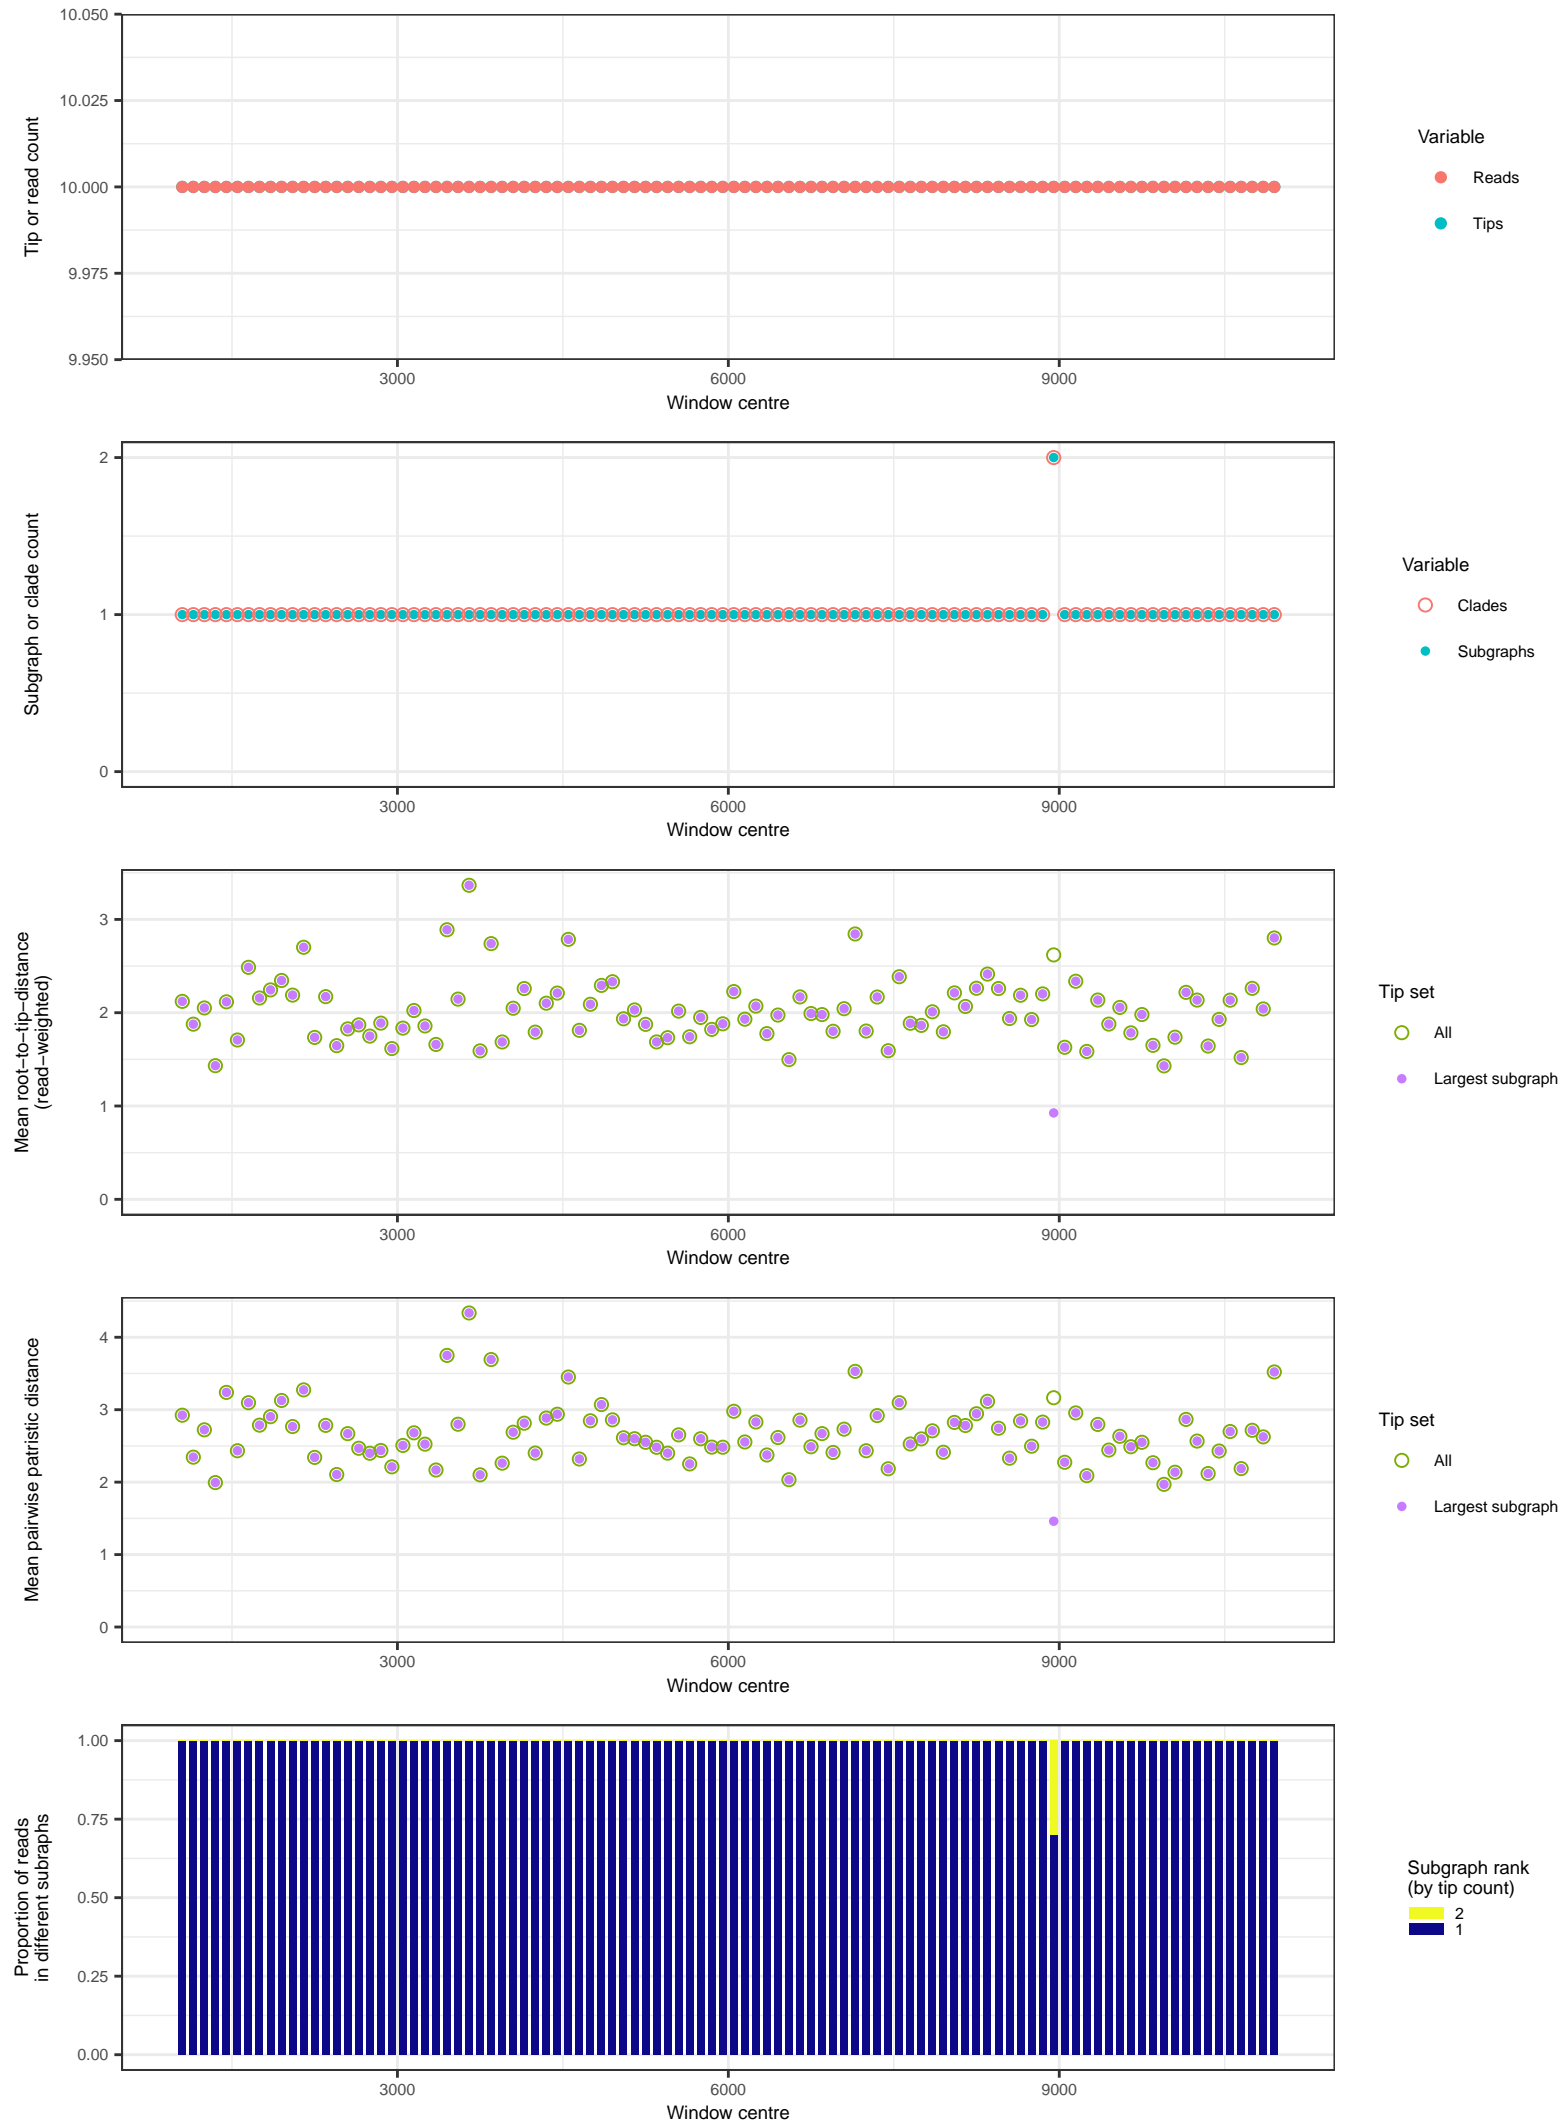 10.050
10.025
10.000
9.975
9.950
Tip or read count
3000
6000
9000
Window centre
Variable
Reads
Tips
2
1
0
Subgraph or clade count
3000
6000
9000
Window centre
Variable
Clades
Subgraphs
3
2
1
0
Mean root−to−tip−distance
(read−weighted)
3000
6000
9000
Window centre
Tip set
All
Largest subgraph
4
3
2
1
0
Mean pairwise patristic distance
3000
6000
9000
Window centre
Tip set
All
Largest subgraph
1.00
0.75
0.50
0.25
0.00
Proportion of reads
in different subraphs
3000
6000
9000
Window centre
Subgraph rank
(by tip count)
2
1